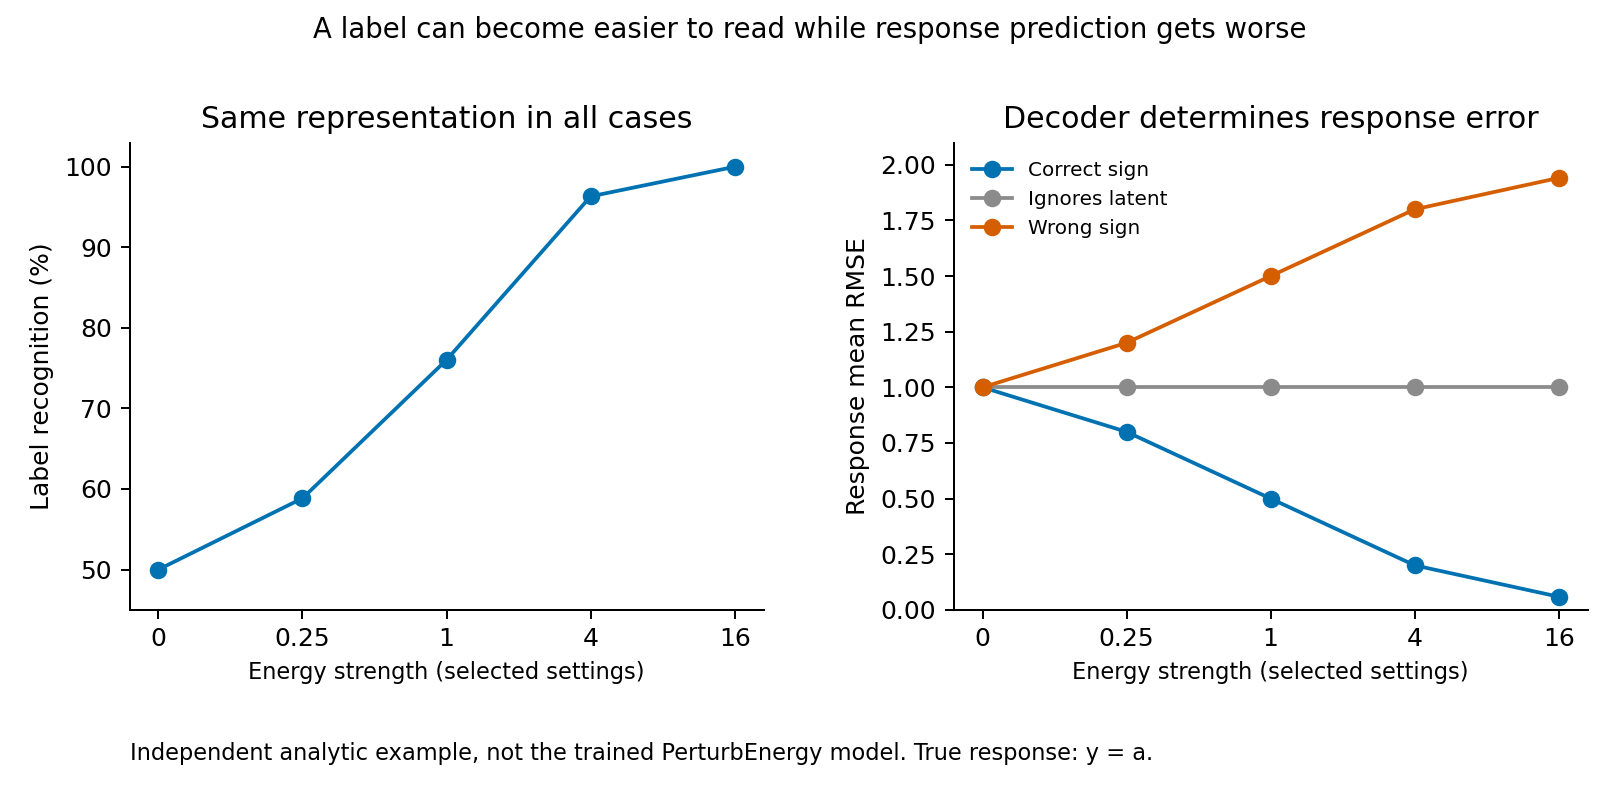 A label can become easier to read while response prediction gets worse
Same representation in all cases
Label recognition (%)
100
90
80
70
60
50
0 0.25 1 4 16
Energy strength (selected settings)
Decoder determines response error
Response mean RMSE
2.00
1.75
1.50
1.25
1.00
0.75
0.50
0.25
0.00
Correct sign
Ignores latent
Wrong sign
0 0.25 1 4 16
Energy strength (selected settings)
Independent analytic example, not the trained PerturbEnergy model. True response: y = a.